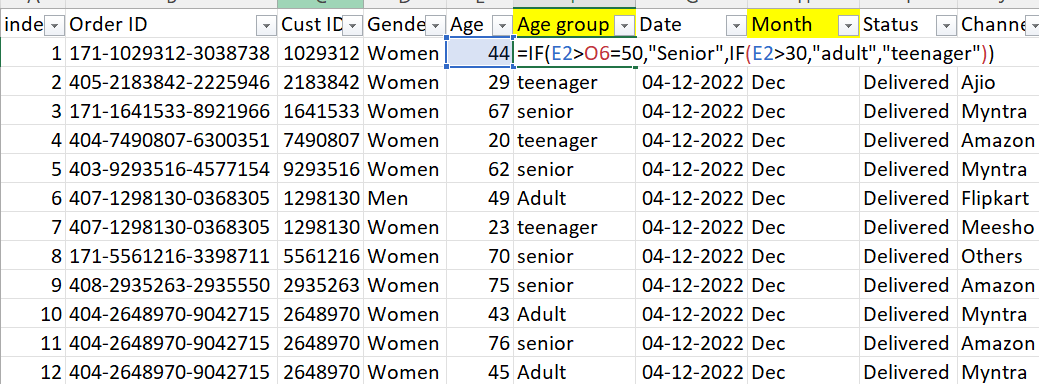 inde Order ID Cust ID Gende Age Age group Date Month Status Channe
1 171-1029312-3038738 1029312 Women 44 =IF(E2>O6=50,"Senior",IF(E2>30,"adult","teenager"))
2 405-2183842-2225946 2183842 Women 29 teenager 04-12-2022 Dec Delivered Ajio
3 171-1641533-8921966 1641533 Women 67 senior 04-12-2022 Dec Delivered Myntra
4 404-7490807-6300351 7490807 Women 20 teenager 04-12-2022 Dec Delivered Amazon
5 403-9293516-4577154 9293516 Women 62 senior 04-12-2022 Dec Delivered Myntra
6 407-1298130-0368305 1298130 Men 49 Adult 04-12-2022 Dec Delivered Flipkart
7 407-1298130-0368305 1298130 Women 23 teenager 04-12-2022 Dec Delivered Meesho
8 171-5561216-3398711 5561216 Women 70 senior 04-12-2022 Dec Delivered Others
9 408-2935263-2935550 2935263 Women 75 senior 04-12-2022 Dec Delivered Amazon
10 404-2648970-9042715 2648970 Women 43 Adult 04-12-2022 Dec Delivered Myntra
11 404-2648970-9042715 2648970 Women 76 senior 04-12-2022 Dec Delivered Amazon
12 404-2648970-9042715 2648970 Women 45 Adult 04-12-2022 Dec Delivered Myntra